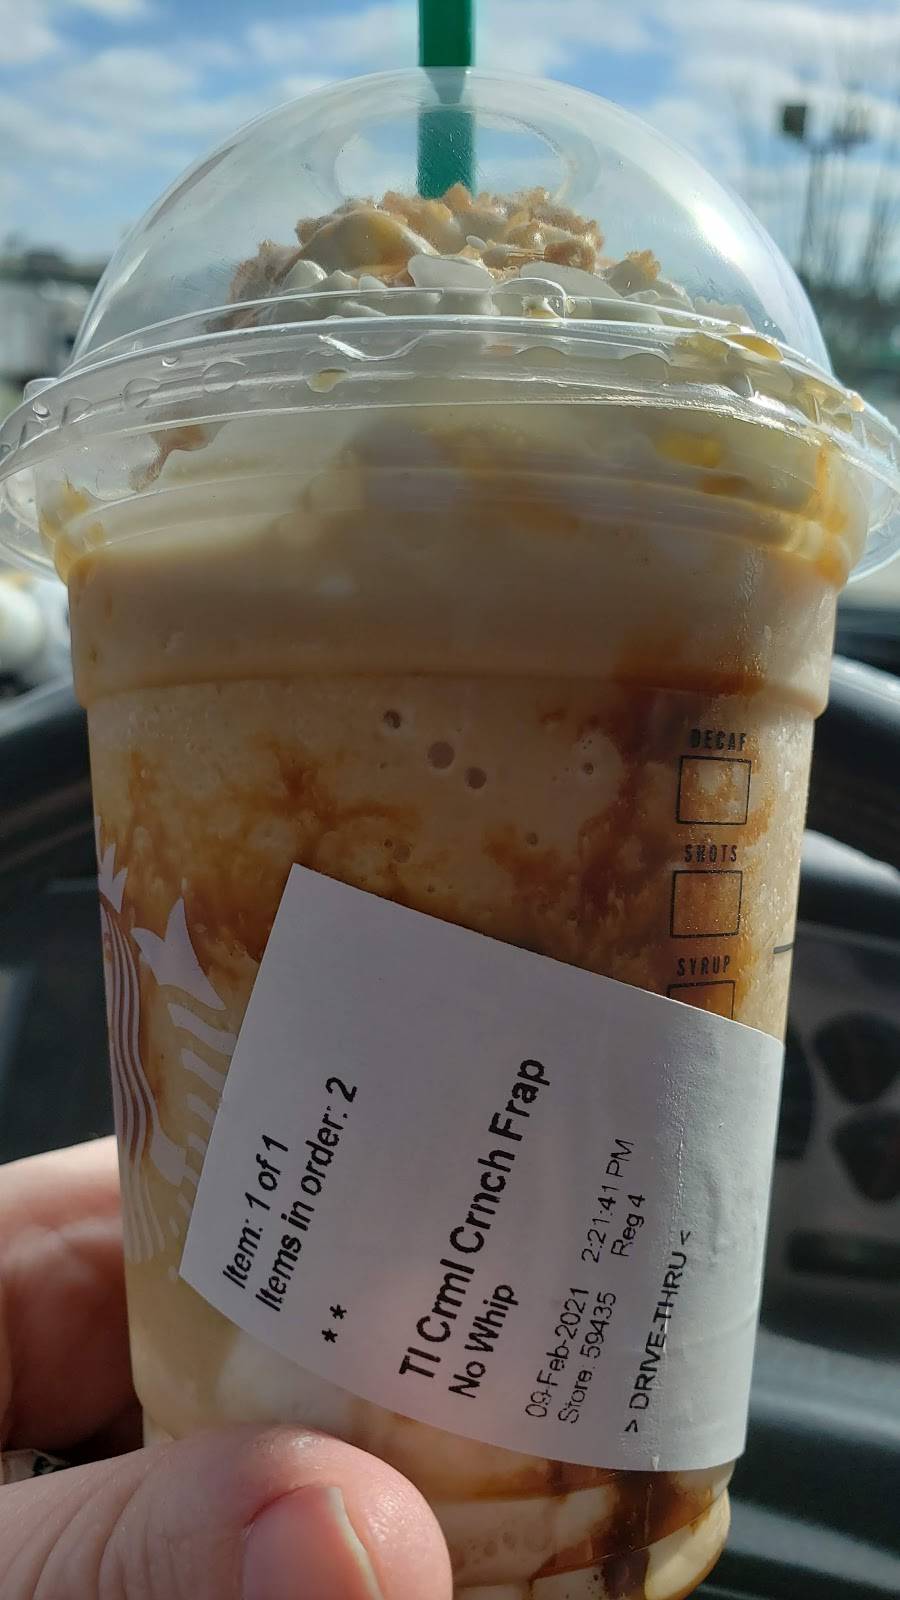 DECAF
SHOTS
SYRUP
Item: 1 of 1
Items in order: 2
* *
Tl Crml Crnch Frap
No Whip
09-Feb-2021 2:21:41 PM
Store: 59435 Reg 4
> DRIVE-THRU <